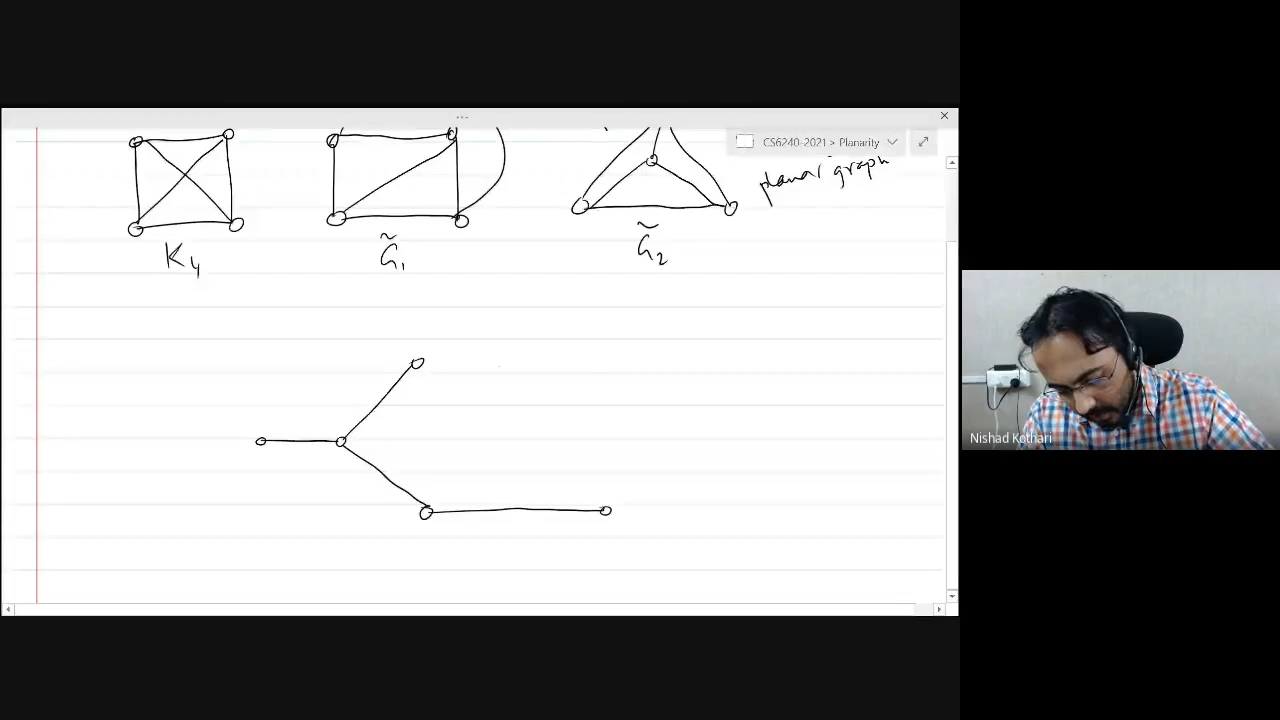 CS6240-2021 > Planarity
planar graph
K₄
G̃₁
G̃₂
Nishad Kothari